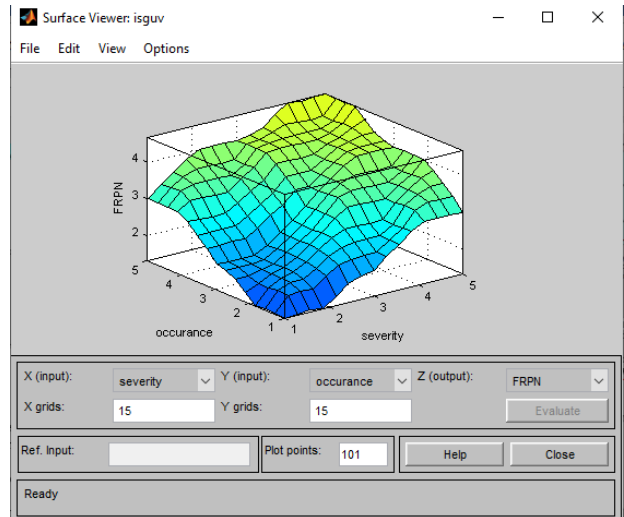 Surface Viewer: isguv
File Edit View Options
4
3
2
FRPN
5
4
3
2
1
occurance
1
2
3
4
5
severity
X (input): severity Y (input): occurance Z (output): FRPN
X grids: 15 Y grids: 15 Evaluate
Ref. Input: Plot points: 101 Help Close
Ready